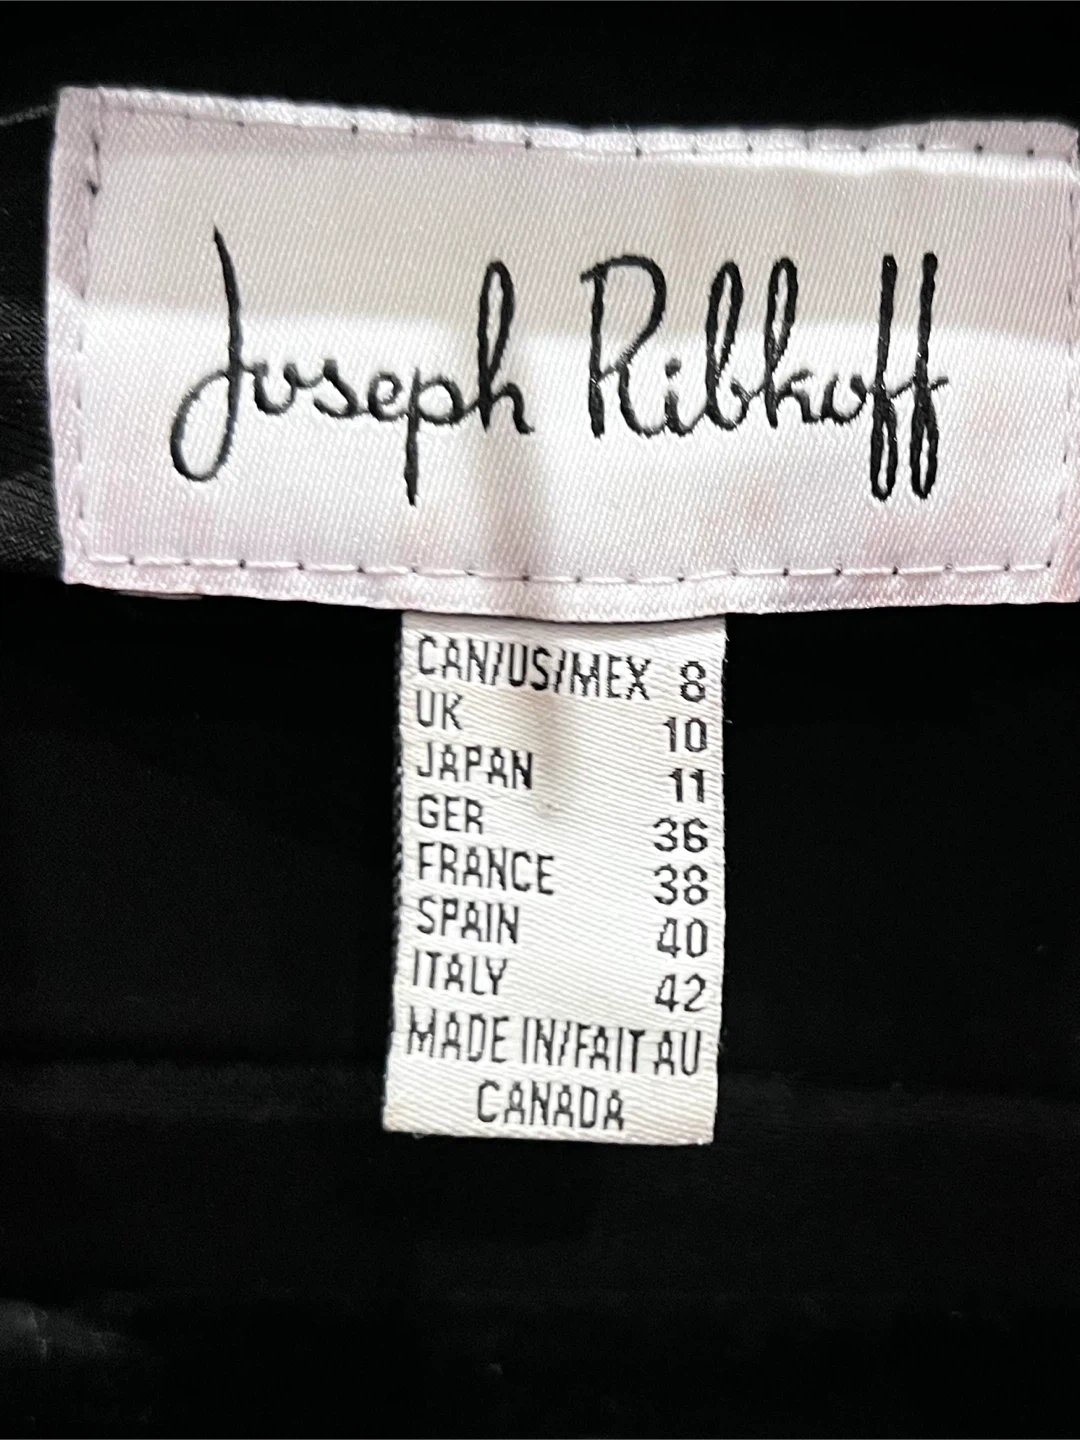 Joseph Ribkoff
CAN/US/MEX 8
UK 10
JAPAN 11
GER 36
FRANCE 38
SPAIN 40
ITALY 42
MADE IN/FAIT AU
CANADA